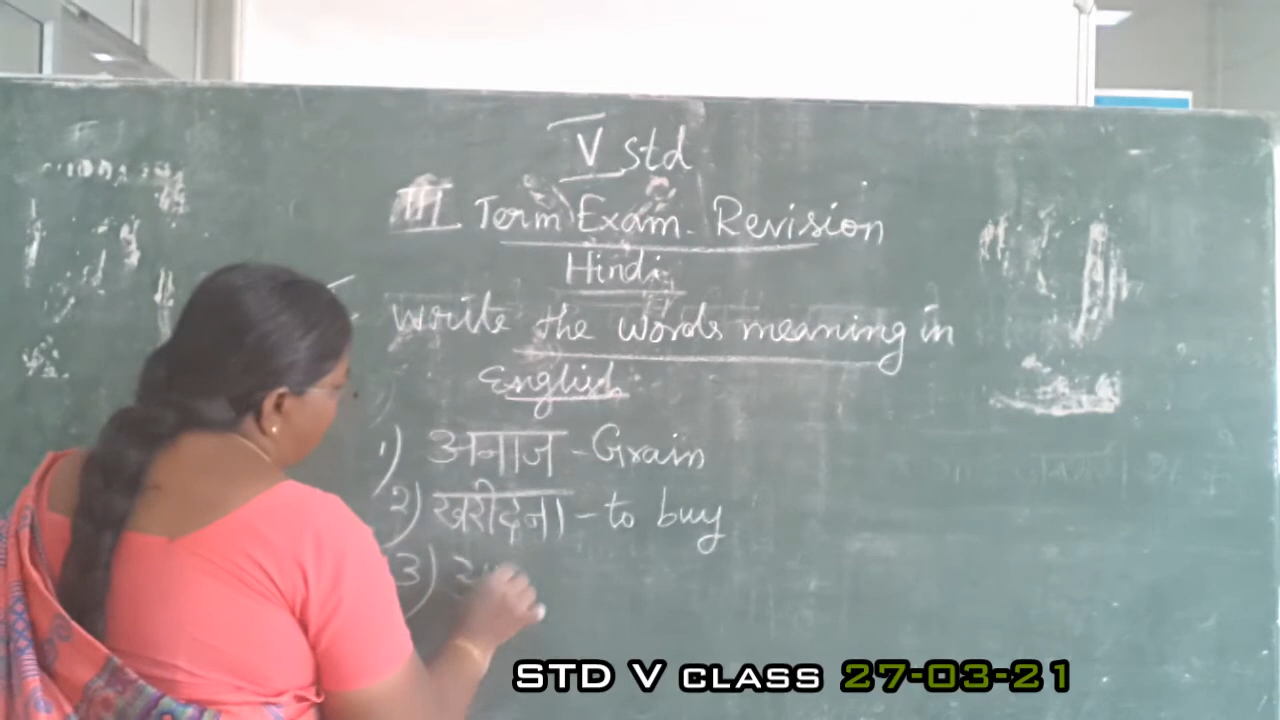 V Std
III Term Exam. Revision
Hindi
Write the words meaning in
English:
1) अनाज - Grain
२) खरीदना - to buy
3)
STD V CLASS 27-03-21